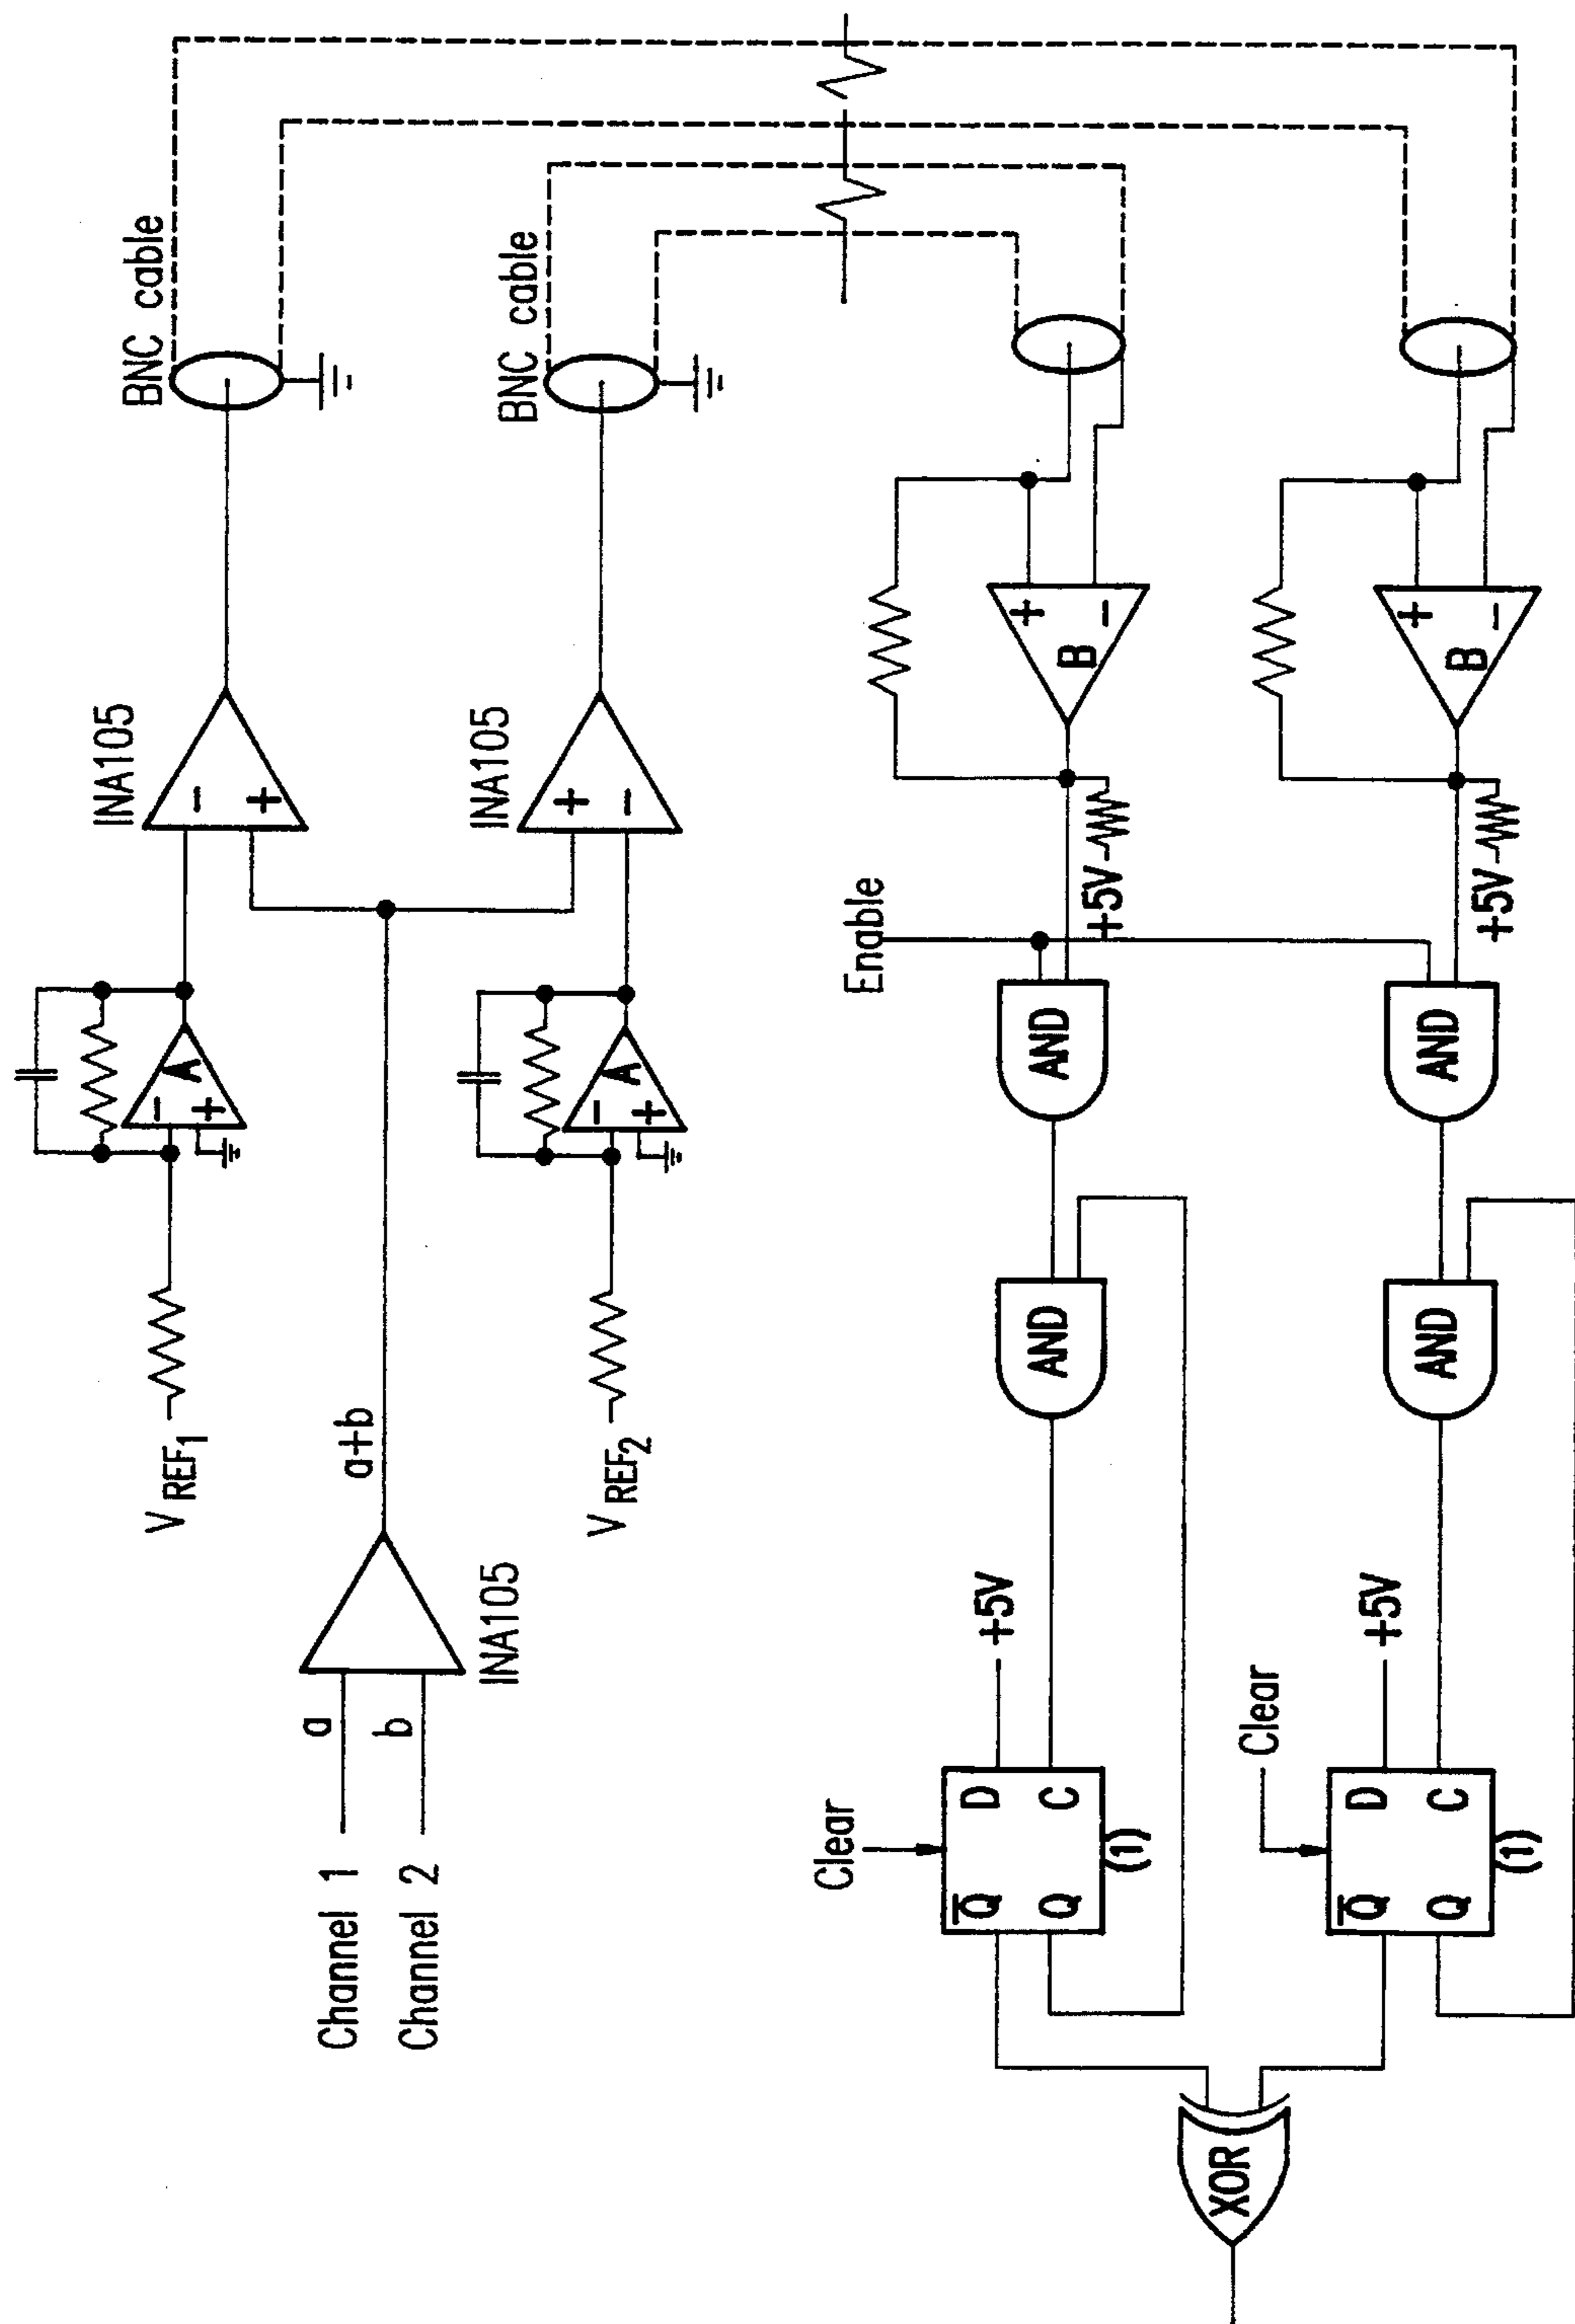 BNC cable
BNC cable
INA105
- +
INA105
+ -
A
- +
A
- +
V REF1
V REF2
a+b
INA105
a
b
Channel 1
Channel 2
+ -
B
+ -
B
+5V
+5V
Enable
AND
AND
AND
AND
+5V
+5V
Clear
Clear
D
C
Q̅
Q
(1)
D
C
Q̅
Q
(1)
XOR